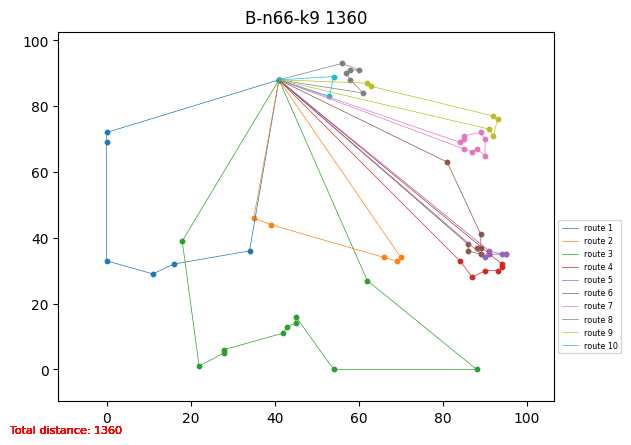 B-n66-k9 1360
100
80
60
40
20
0
0 20 40 60 80 100
route 1
route 2
route 3
route 4
route 5
route 6
route 7
route 8
route 9
route 10
Total distance: 1360